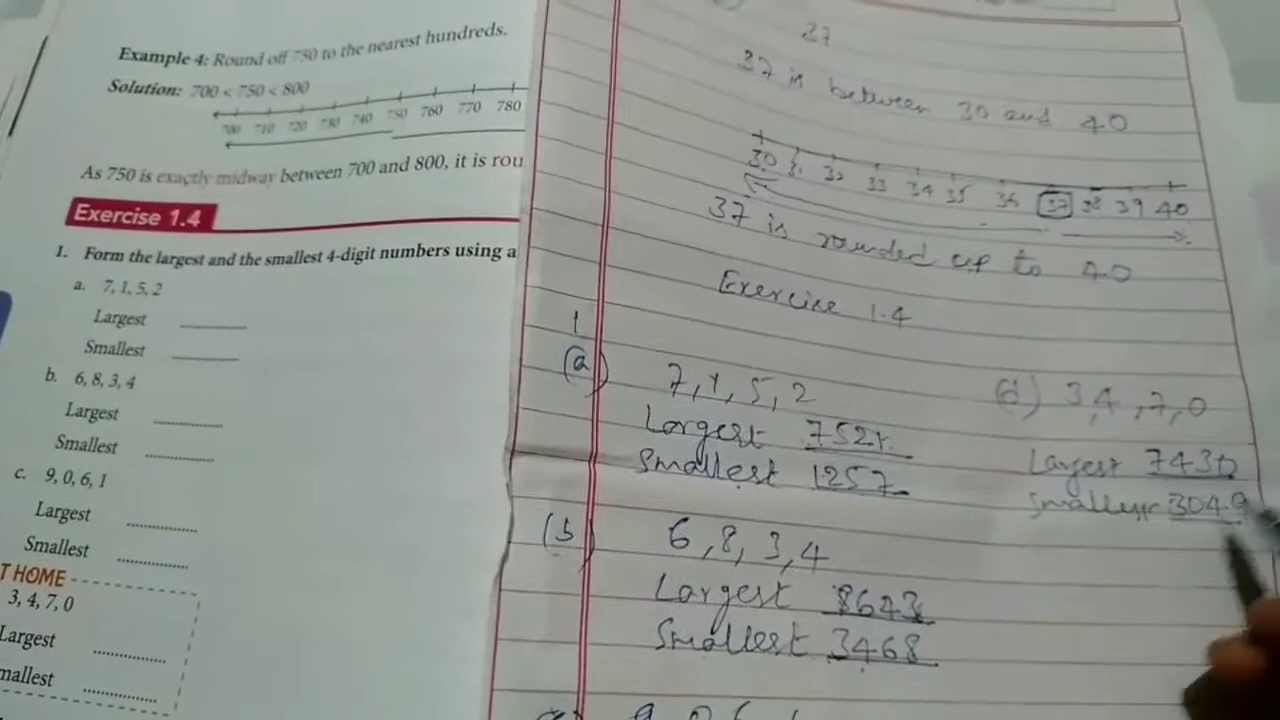 Example 4: Round off 750 to the nearest hundreds.
Solution: 700 < 750 < 800
700 710 720 730 740 750 760 770 780
As 750 is exactly midway between 700 and 800, it is rou
Exercise 1.4
1. Form the largest and the smallest 4-digit numbers using a
a. 7, 1, 5, 2
Largest
Smallest
b. 6, 8, 3, 4
Largest
Smallest
c. 9, 0, 6, 1
Largest
Smallest
T HOME
3, 4, 7, 0
Largest
mallest
37
37 is between 30 and 40
30 31 32 33 34 35 36 37 38 39 40
37 is rounded up to 40
Exercise 1.4
1
(a) 7, 1, 5, 2
Largest 7521
Smallest 1257
(b) 6, 8, 3, 4
Largest 8643
Smallest 3468
(d) 3, 4, 7, 0
Largest 7430
Smallest